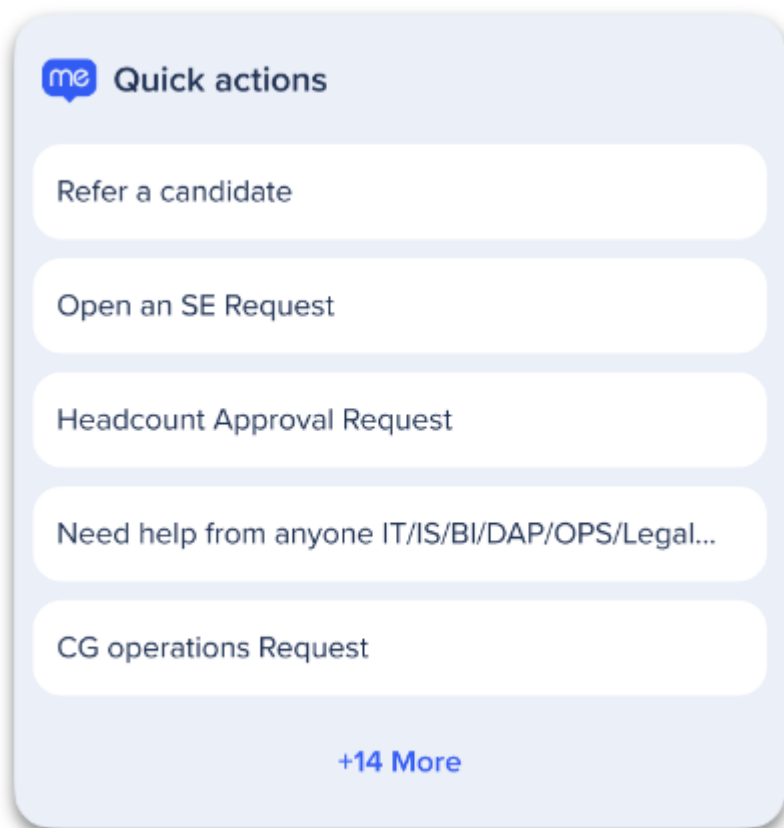 me Quick actions
Refer a candidate
Open an SE Request
Headcount Approval Request
Need help from anyone IT/IS/BI/DAP/OPS/Legal...
CG operations Request
+14 More